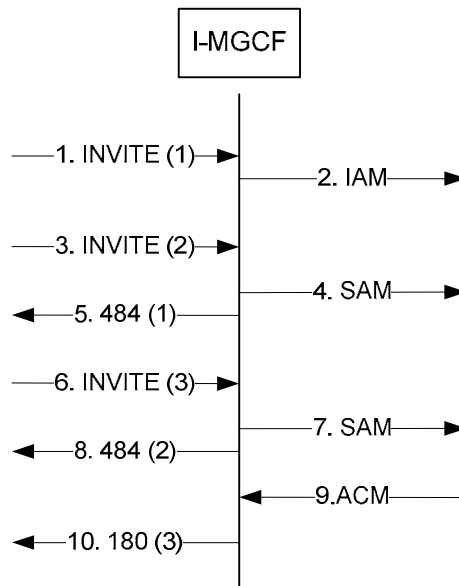 I-MGCF
1. INVITE (1)
2. IAM
3. INVITE (2)
4. SAM
5. 484 (1)
6. INVITE (3)
7. SAM
8. 484 (2)
9.ACM
10. 180 (3)